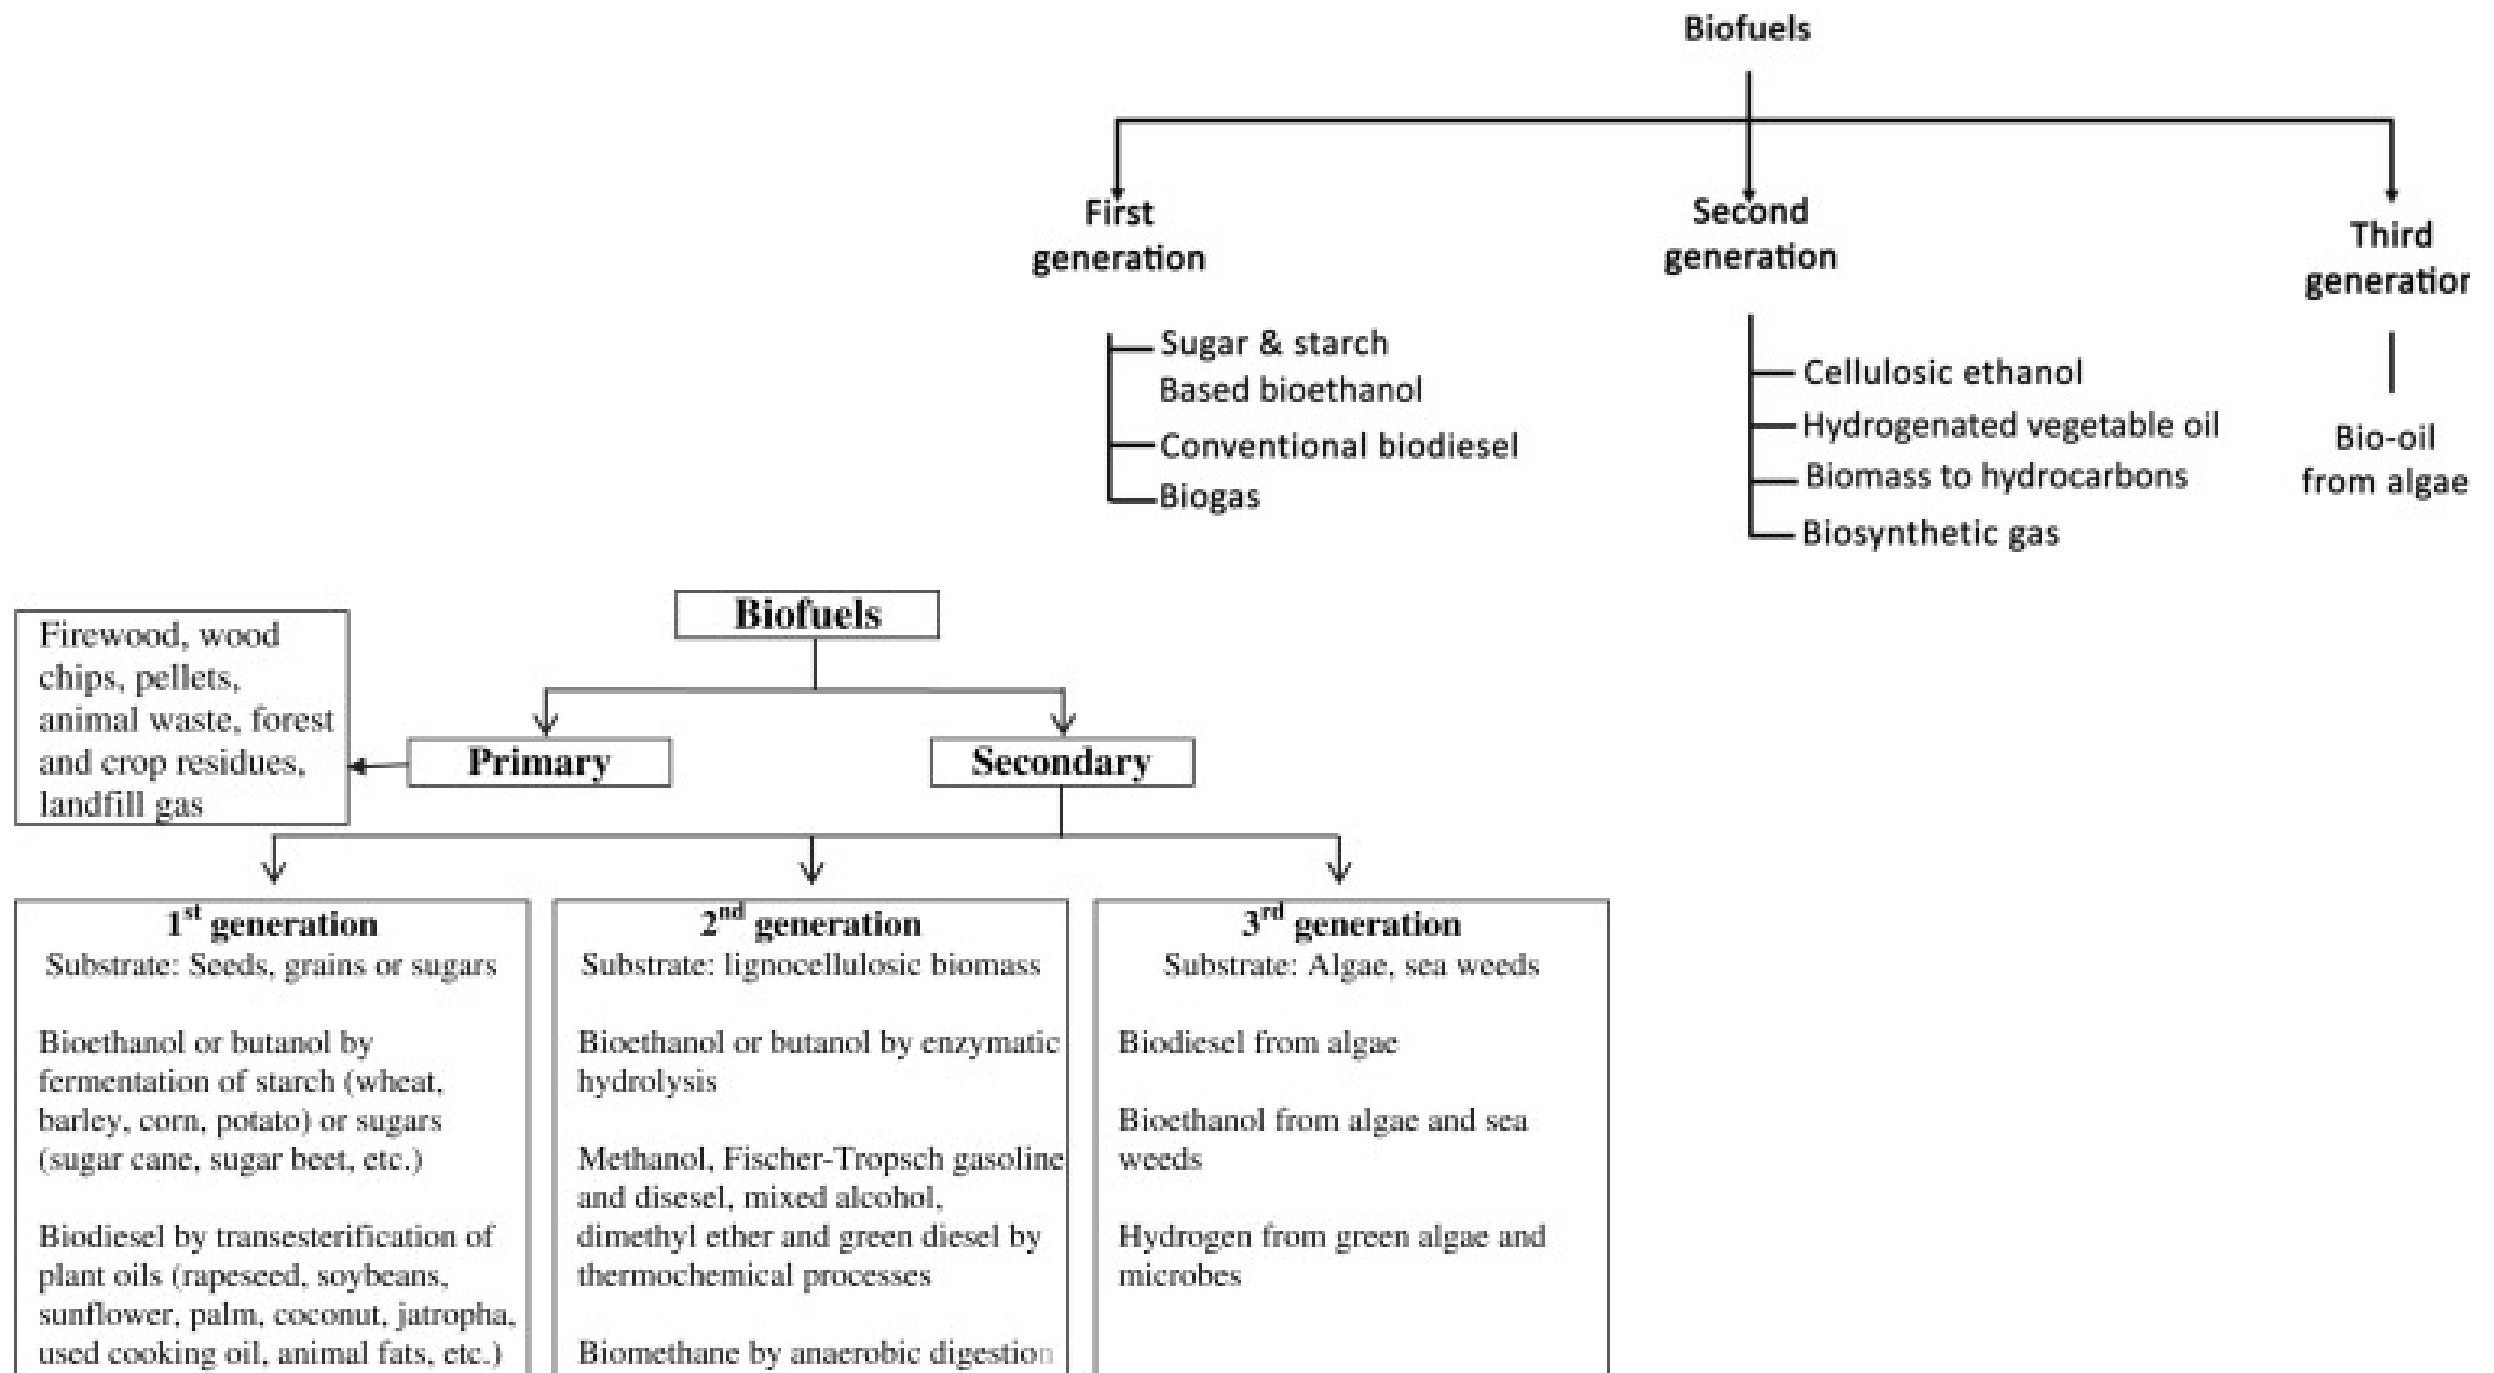 Biofuels
First
generation
Sugar & starch
Based bioethanol
Conventional biodiesel
Biogas
Second
generation
Cellulosic ethanol
Hydrogenated vegetable oil
Biomass to hydrocarbons
Biosynthetic gas
Third
generation
Bio-oil
from algae
Biofuels
Primary
Secondary
Firewood, wood
chips, pellets,
animal waste, forest
and crop residues,
landfill gas
1st generation
Substrate: Seeds, grains or sugars
Bioethanol or butanol by
fermentation of starch (wheat,
barley, corn, potato) or sugars
(sugar cane, sugar beet, etc.)
Biodiesel by transesterification of
plant oils (rapeseed, soybeans,
sunflower, palm, coconut, jatropha,
used cooking oil, animal fats, etc.)
2nd generation
Substrate: lignocellulosic biomass
Bioethanol or butanol by enzymatic
hydrolysis
Methanol, Fischer-Tropsch gasoline
and disesel, mixed alcohol,
dimethyl ether and green diesel by
thermochemical processes
Biomethane by anaerobic digestion
3rd generation
Substrate: Algae, sea weeds
Biodiesel from algae
Bioethanol from algae and sea
weeds
Hydrogen from green algae and
microbes